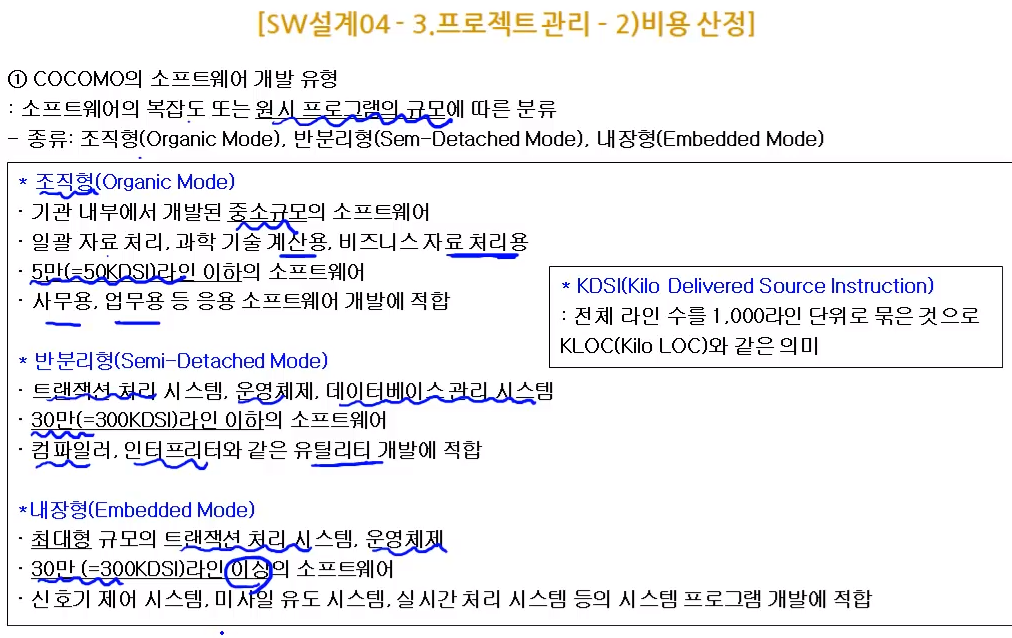 [SW설계04 - 3.프로젝트 관리 - 2)비용 산정]
① COCOMO의 소프트웨어 개발 유형
: 소프트웨어의 복잡도 또는 원시 프로그램의 규모에 따른 분류
- 종류: 조직형(Organic Mode), 반분리형(Sem-Detached Mode), 내장형(Embedded Mode)
* 조직형(Organic Mode)
· 기관 내부에서 개발된 중소규모의 소프트웨어
· 일괄 자료 처리, 과학 기술 계산용, 비즈니스 자료 처리용
· 5만(=50KDSI)라인 이하의 소프트웨어
· 사무용, 업무용 등 응용 소프트웨어 개발에 적합
* KDSI(Kilo Delivered Source Instruction)
: 전체 라인 수를 1,000라인 단위로 묶은 것으로
KLOC(Kilo LOC)와 같은 의미
* 반분리형(Semi-Detached Mode)
· 트랜잭션 처리 시스템, 운영체제, 데이터베이스 관리 시스템
· 30만(=300KDSI)라인 이하의 소프트웨어
· 컴파일러, 인터프리터와 같은 유틸리티 개발에 적합
*내장형(Embedded Mode)
· 최대형 규모의 트랜잭션 처리 시스템, 운영체제
· 30만 (=300KDSI)라인 이상의 소프트웨어
· 신호기 제어 시스템, 미사일 유도 시스템, 실시간 처리 시스템 등의 시스템 프로그램 개발에 적합